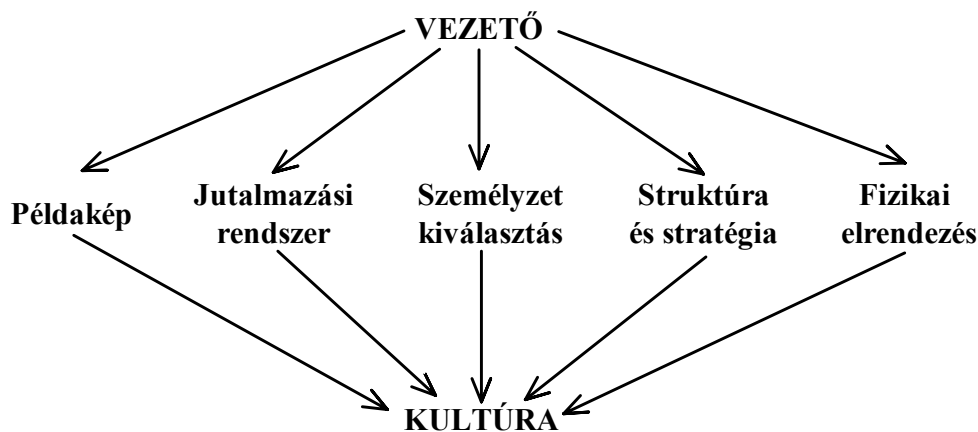 VEZETŐ
Példakép
Jutalmazási
rendszer
Személyzet
kiválasztás
Struktúra
és stratégia
Fizikai
elrendezés
KULTÚRA